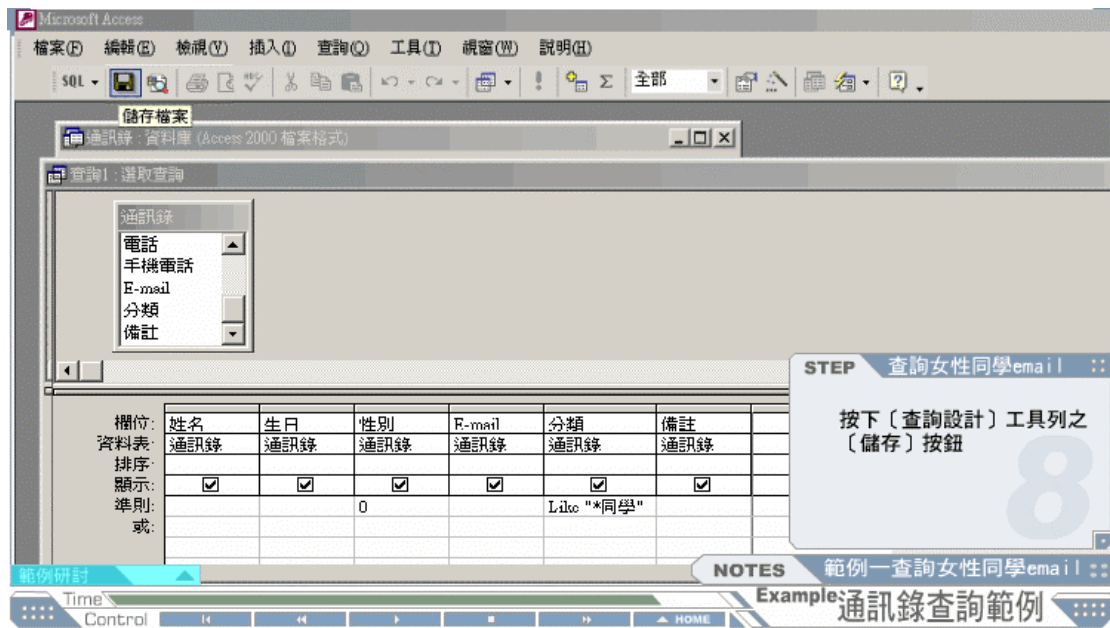 Microsoft Access
檔案(F) 編輯(E) 檢視(V) 插入(I) 查詢(Q) 工具(T) 視窗(W) 說明(H)
SQL 全部
儲存檔案
通訊錄 : 資料庫 (Access 2000 檔案格式)
查詢1 : 選取查詢
通訊錄
電話
手機電話
E-mail
分類
備註
STEP 查詢女性同學email
按下〔查詢設計〕工具列之
〔儲存〕按鈕
8
欄位: 姓名 生日 性別 E-mail 分類 備註
資料表: 通訊錄 通訊錄 通訊錄 通訊錄 通訊錄 通訊錄
排序:
顯示:
準則: 0 Like "*同學"
或:
範例研討
NOTES 範例一查詢女性同學email
Time
Control
HOME
Example:
通訊錄查詢範例